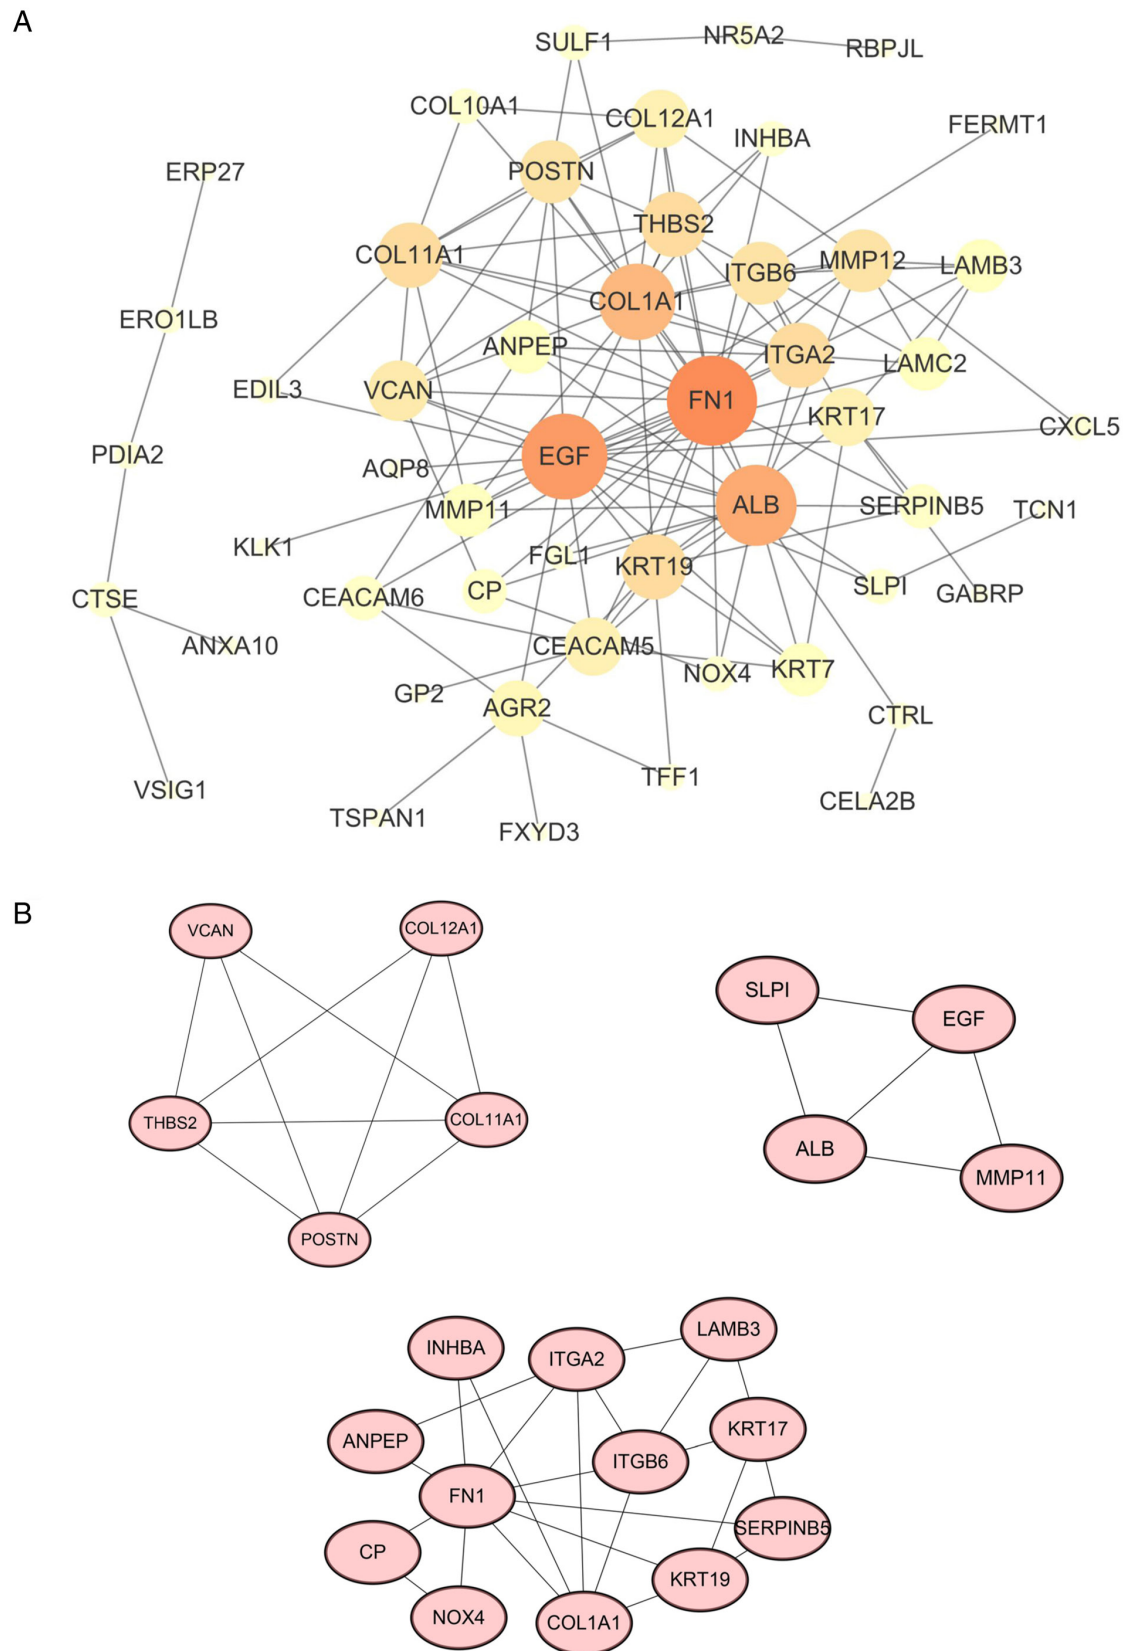 A
SULF1
NR5A2
RBPJL
COL10A1
COL12A1
INHBA
FERMT1
ERP27
POSTN
THBS2
COL11A1
ITGB6
MMP12
LAMB3
COL1A1
ERO1LB
ANPEP
ITGA2
LAMC2
EDIL3
VCAN
FN1
KRT17
CXCL5
PDIA2
AQP8
EGF
MMP11
ALB
SERPINB5
TCN1
KLK1
FGL1
KRT19
CTSE
CEACAM6
CP
SLPI
GABRP
ANXA10
CEACAM5
GP2
NOX4
KRT7
AGR2
CTRL
VSIG1
TFF1
TSPAN1
FXYD3
CELA2B
B
VCAN
COL12A1
THBS2
COL11A1
POSTN
SLPI
EGF
ALB
MMP11
INHBA
ITGA2
LAMB3
ANPEP
ITGB6
KRT17
FN1
SERPINB5
CP
KRT19
NOX4
COL1A1